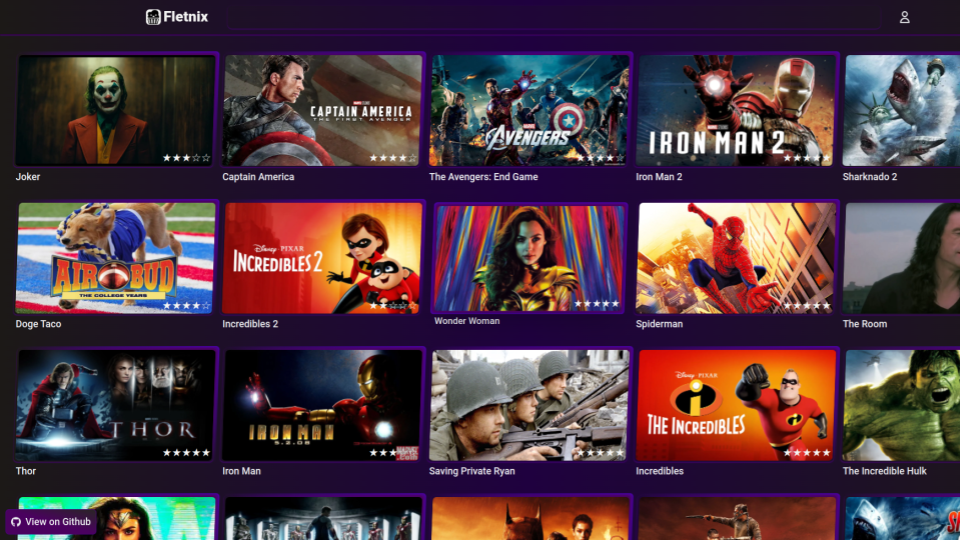 Fletnix
CAPTAIN AMERICA
THE FIRST AVENGER
AVENGERS
IRON MAN 2
Joker
Captain America
The Avengers: End Game
Iron Man 2
Sharknado 2
AIR BUD
THE COLLEGE YEARS
Disney · PIXAR
INCREDIBLES 2
Doge Taco
Incredibles 2
Wonder Woman
Spiderman
The Room
THOR
IRON MAN
5.2.08
Disney · PIXAR
THE INCREDIBLES
Thor
Iron Man
Saving Private Ryan
Incredibles
The Incredible Hulk
View on Github